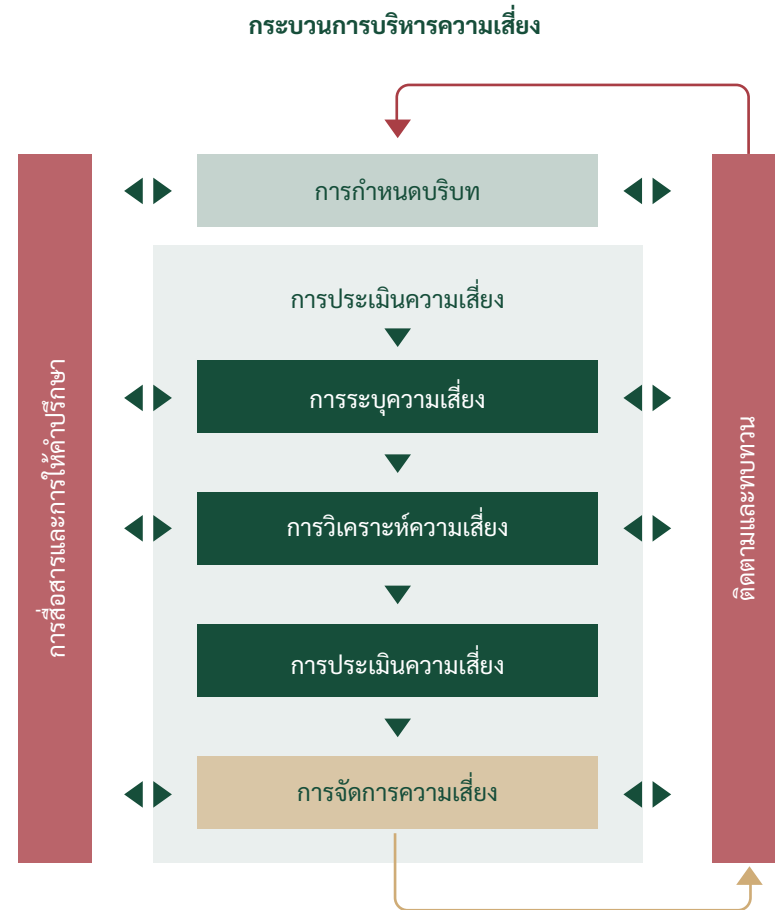 กระบวนการบริหารความเสี่ยง
การกำหนดบริบท
การประเมินความเสี่ยง
การระบุความเสี่ยง
การวิเคราะห์ความเสี่ยง
การประเมินความเสี่ยง
การจัดการความเสี่ยง
การสื่อสารและการให้คำปรึกษา
ติดตามและทบทวน